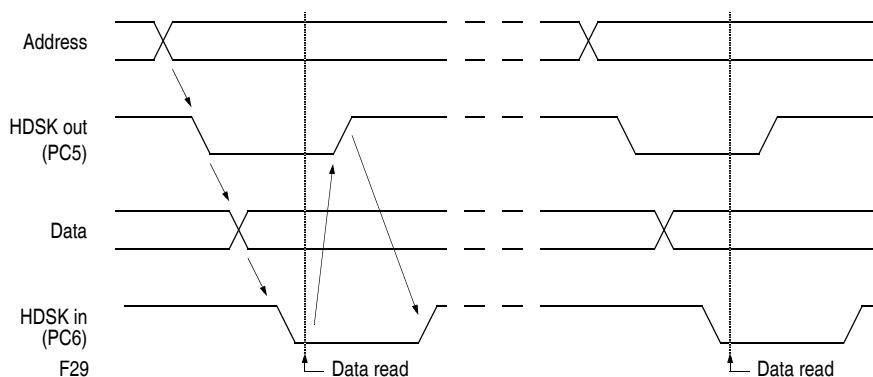 Address
HDSK out
(PC5)
Data
HDSK in
(PC6)
F29
Data read
Data read